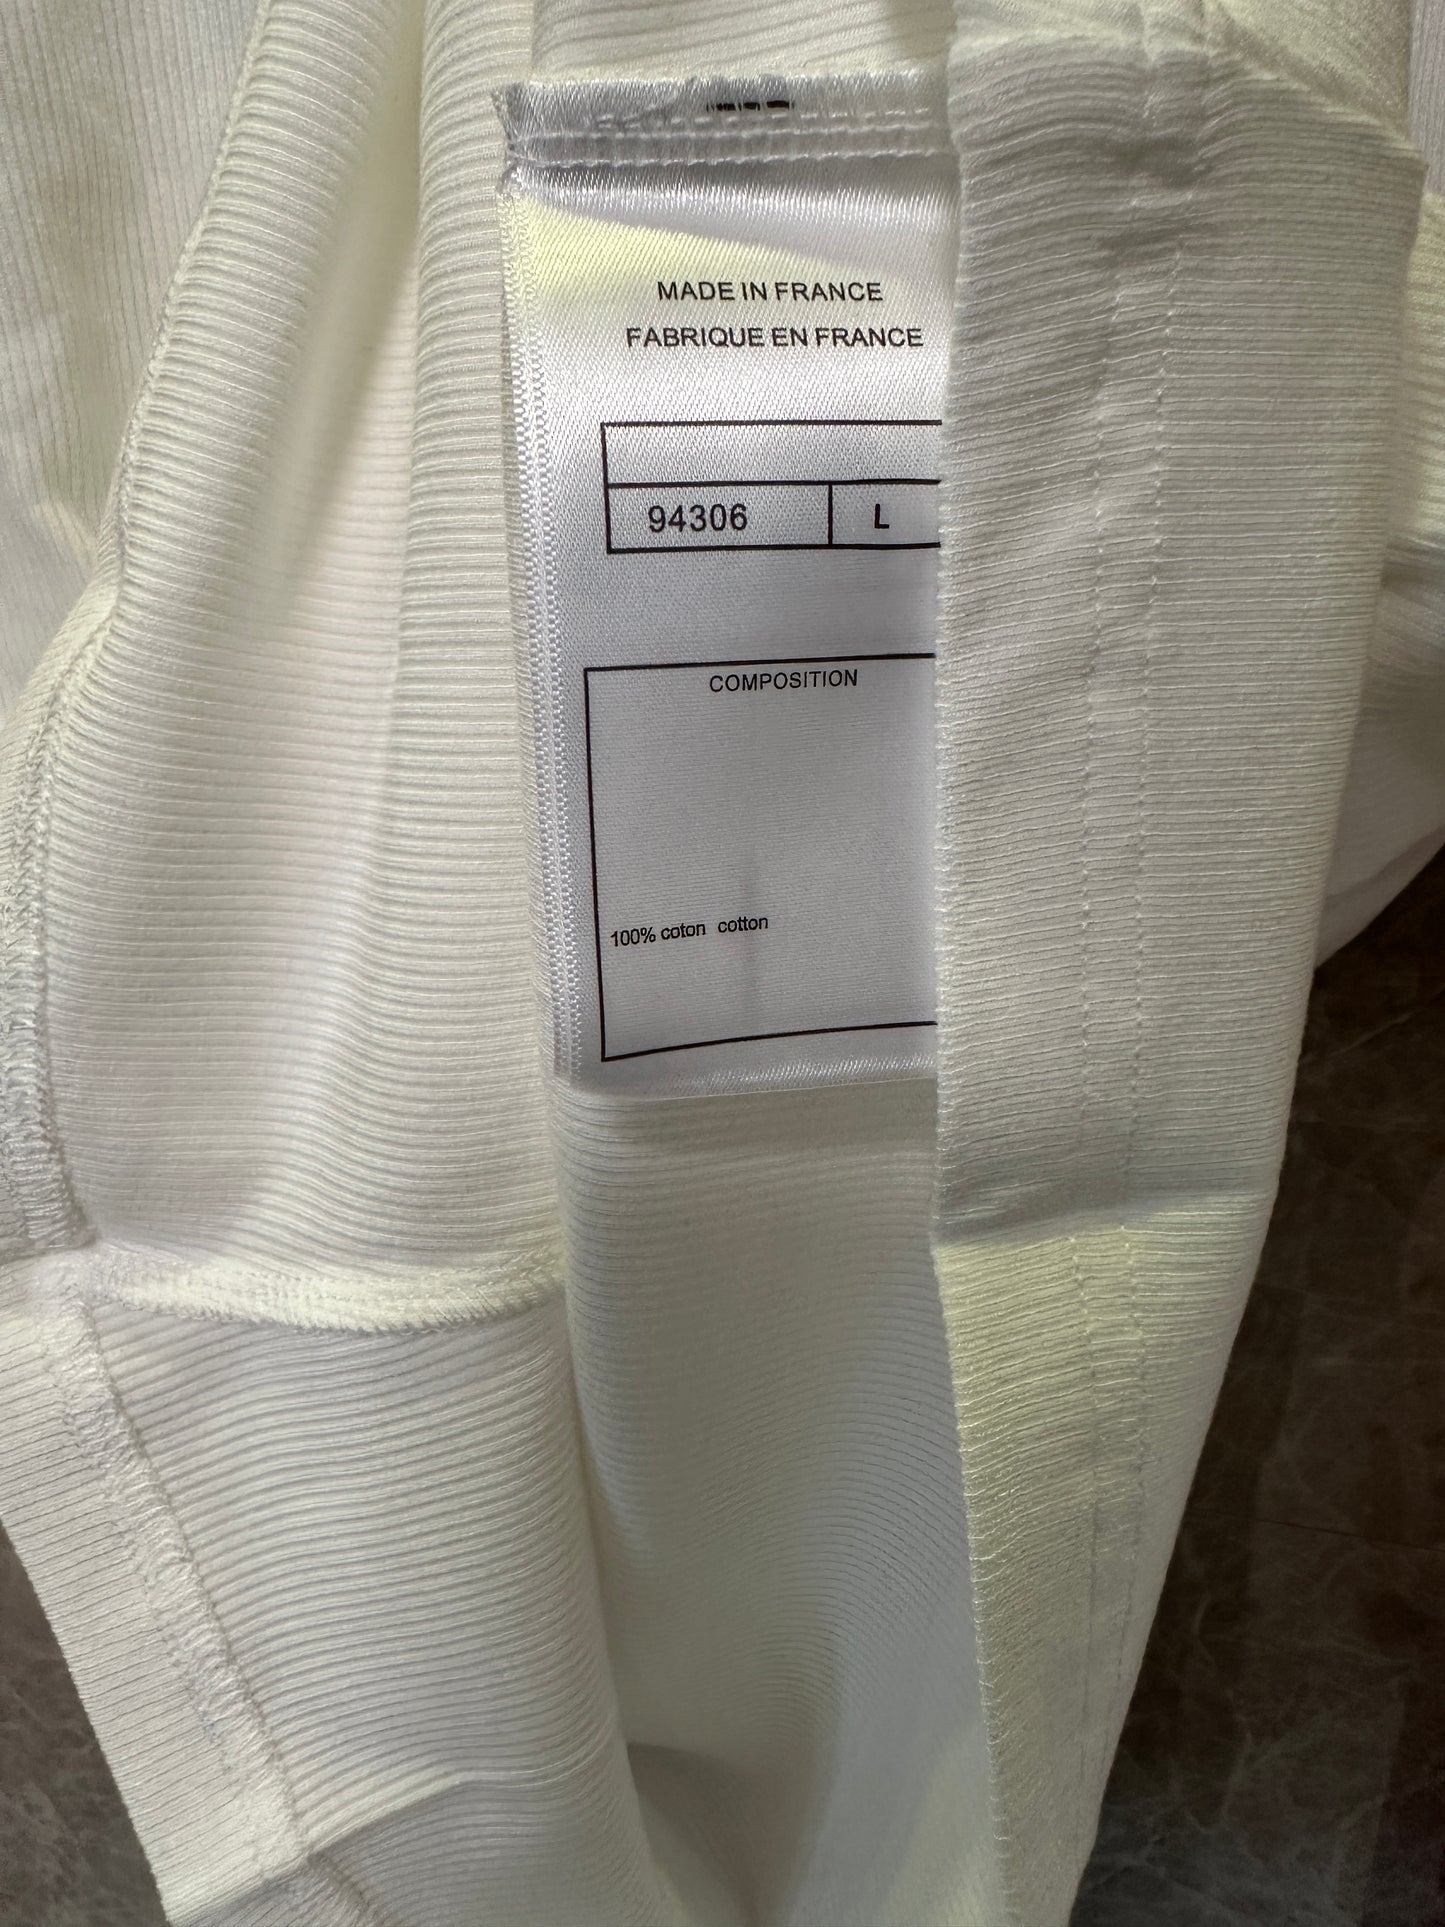 MADE IN FRANCE
FABRIQUE EN FRANCE
94306 L
COMPOSITION
100% coton cotton